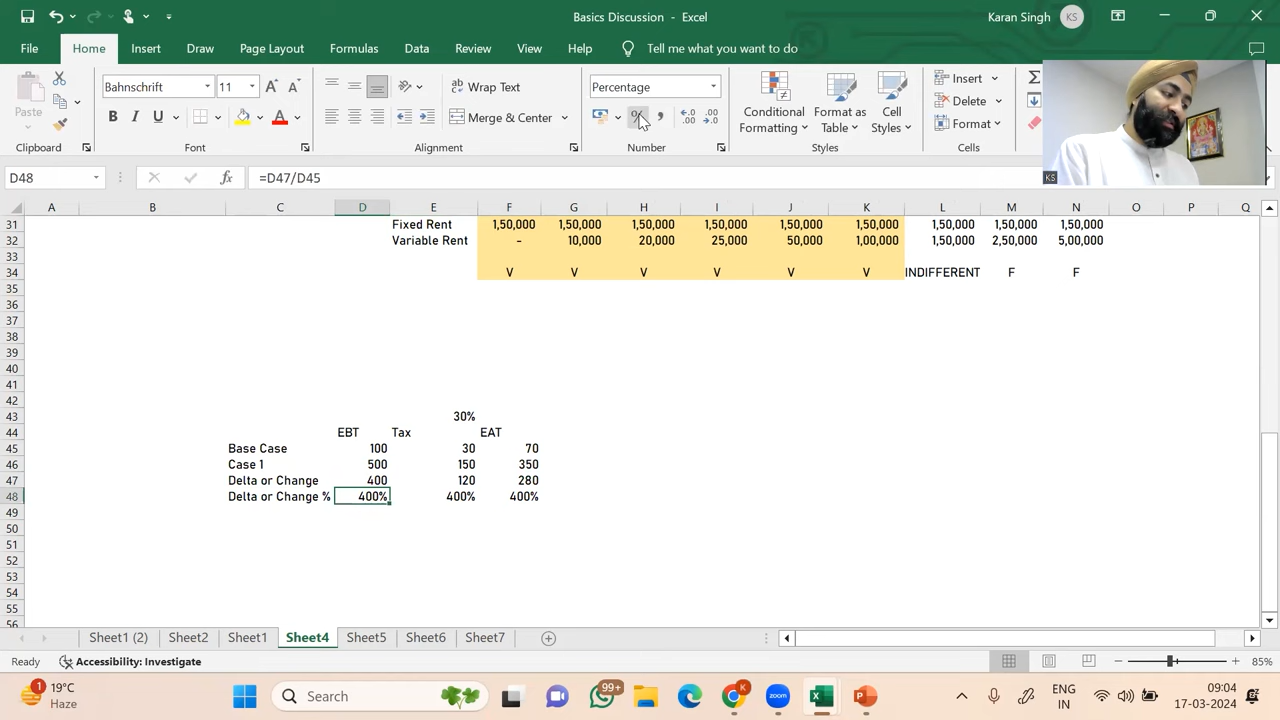 Basics Discussion - Excel
Karan Singh KS
File Home Insert Draw Page Layout Formulas Data Review View Help Tell me what you want to do
Bahnschrift 11 Wrap Text Percentage Insert
Paste B I U Merge & Center % Conditional Formatting Format as Table Cell Styles Delete
Format
Clipboard Font Alignment Number Styles Cells
D48 fx =D47/D45
KS
A B C D E F G H I J K L M N O P Q
31 Fixed Rent 1,50,000 1,50,000 1,50,000 1,50,000 1,50,000 1,50,000 1,50,000 1,50,000 1,50,000
32 Variable Rent - 10,000 20,000 25,000 50,000 1,00,000 1,50,000 2,50,000 5,00,000
33
34 V V V V V V INDIFFERENT F F
35
36
37
38
39
40
41
42
43 30%
44 EBT Tax EAT
45 Base Case 100 30 70
46 Case 1 500 150 350
47 Delta or Change 400 120 280
48 Delta or Change % 400% 400% 400%
49
50
51
52
53
54
55
56
Sheet1 (2) Sheet2 Sheet1 Sheet4 Sheet5 Sheet6 Sheet7
Ready Accessibility: Investigate 85%
1 19°C Search 99+ zoom ENG 09:04
Haze IN 17-03-2024